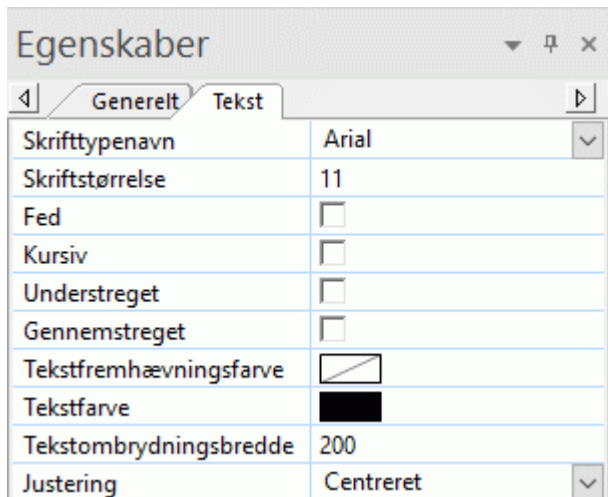 Egenskaber
Generelt Tekst
Skrifttypenavn Arial
Skriftstørrelse 11
Fed
Kursiv
Understreget
Gennemstreget
Tekstfremhævningsfarve
Tekstfarve
Tekstombrydningsbredde 200
Justering Centreret